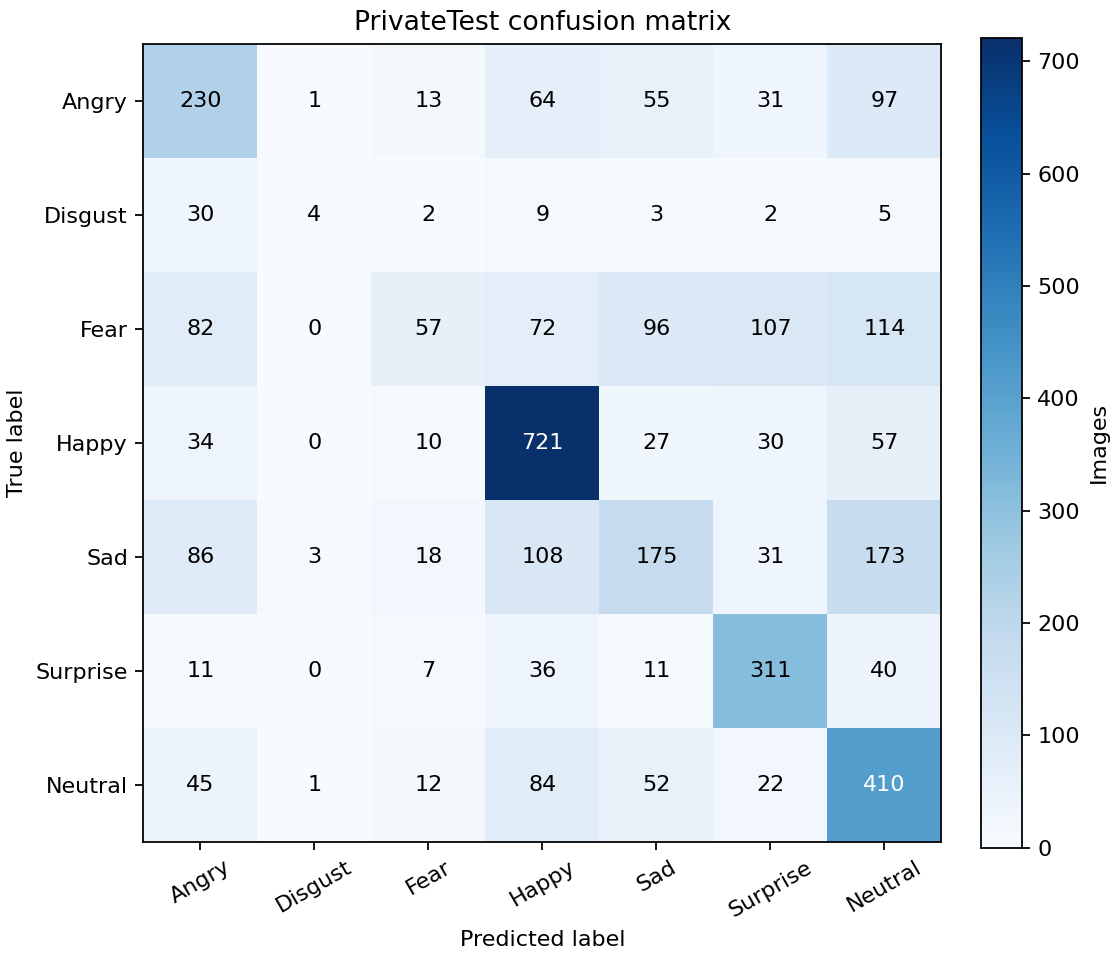 PrivateTest confusion matrix
Angry 230 1 13 64 55 31 97
Disgust 30 4 2 9 3 2 5
Fear 82 0 57 72 96 107 114
Happy 34 0 10 721 27 30 57
Sad 86 3 18 108 175 31 173
Surprise 11 0 7 36 11 311 40
Neutral 45 1 12 84 52 22 410
Angry Disgust Fear Happy Sad Surprise Neutral
Predicted label
True label
700
600
500
400
300
200
100
0
Images